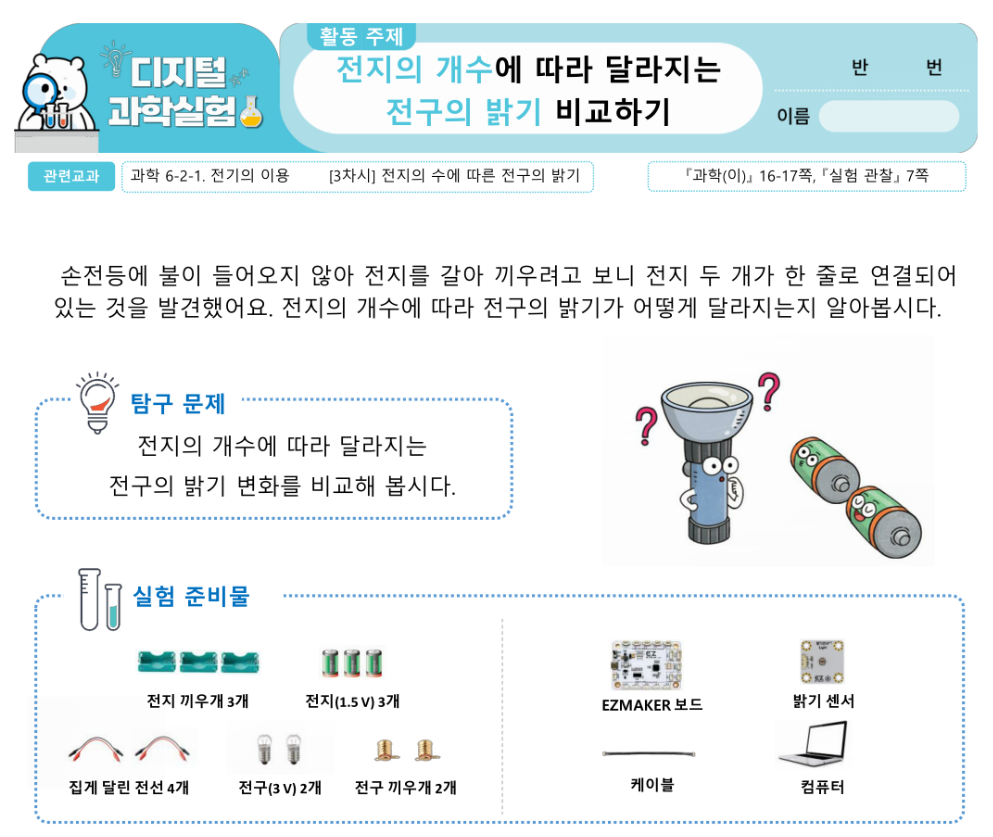 디지털
과학실험
활동 주제
전지의 개수에 따라 달라지는
전구의 밝기 비교하기
반 번
이름
관련교과
과학 6-2-1. 전기의 이용 [3차시] 전지의 수에 따른 전구의 밝기
『과학(이)』 16-17쪽, 『실험 관찰』 7쪽
손전등에 불이 들어오지 않아 전지를 갈아 끼우려고 보니 전지 두 개가 한 줄로 연결되어
있는 것을 발견했어요. 전지의 개수에 따라 전구의 밝기가 어떻게 달라지는지 알아봅시다.
탐구 문제
전지의 개수에 따라 달라지는
전구의 밝기 변화를 비교해 봅시다.
? ?
실험 준비물
전지 끼우개 3개
전지(1.5 V) 3개
집게 달린 전선 4개
전구(3 V) 2개
전구 끼우개 2개
EZ
EZMAKER 보드
Light
EZ
밝기 센서
케이블
컴퓨터